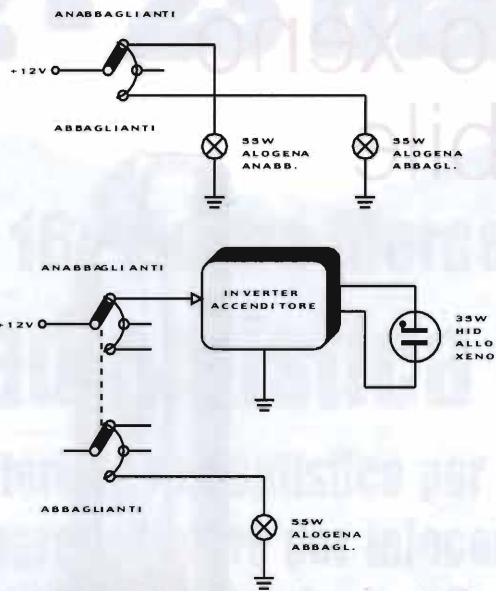 ANABBAGLIANTI
+12V
ABBAGLIANTI
55W
ALOGENA
ANABB.
55W
ALOGENA
ABBAGL.
ANABBAGLIANTI
+12V
INVERTER
ACCENDITORE
35W
HID
ALLO
XENO
ABBAGLIANTI
55W
ALOGENA
ABBAGL.